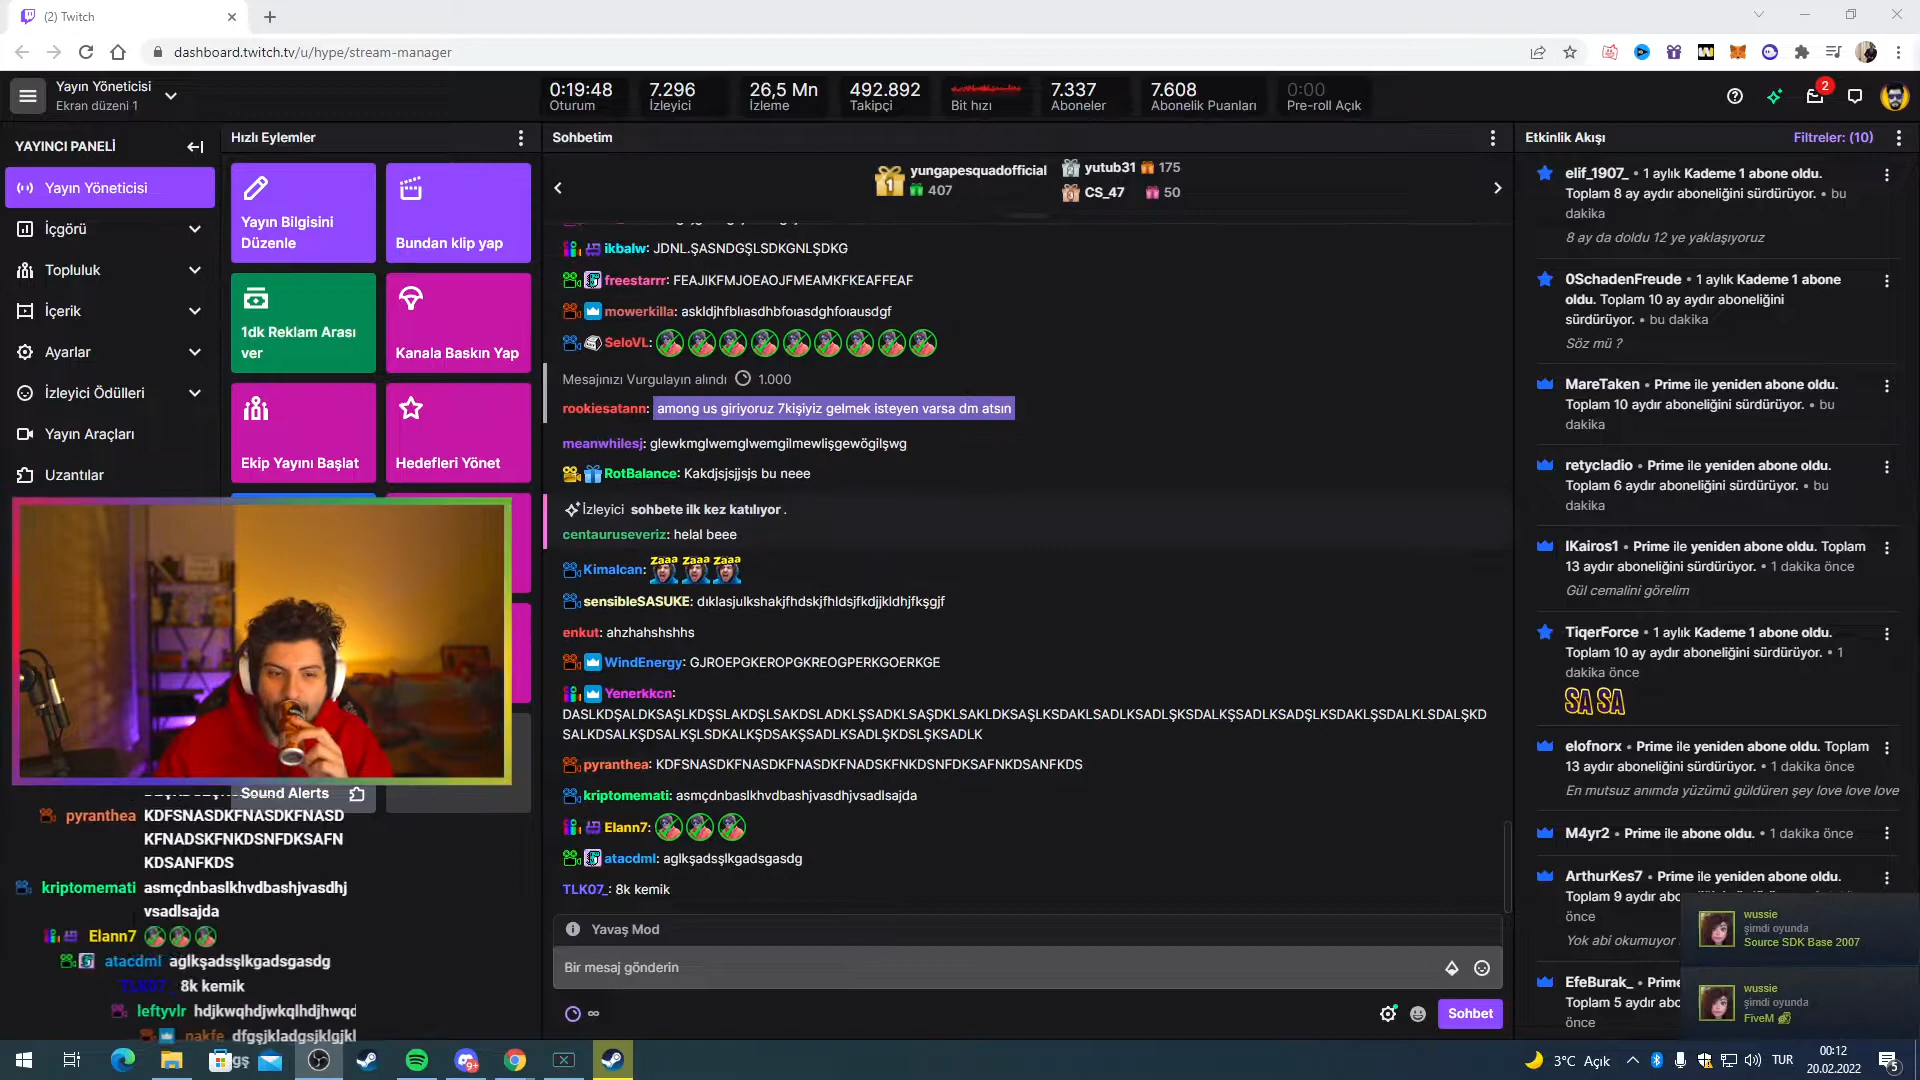 (2) Twitch
dashboard.twitch.tv/u/hype/stream-manager
Yayın Yöneticisi
Ekran düzeni 1
0:19:48
Oturum
7.296
İzleyici
26,5 Mn
İzleme
492.892
Takipçi
Bit hızı
7.337
Aboneler
7.608
Abonelik Puanları
0:00
Pre-roll Açık
2
YAYINCI PANELİ
Yayın Yöneticisi
İçgörü
Topluluk
İçerik
Ayarlar
İzleyici Ödülleri
Yayın Araçları
Uzantılar
Hızlı Eylemler
Yayın Bilgisini
Düzenle
Bundan klip yap
1dk Reklam Arası
ver
Kanala Baskın Yap
Ekip Yayını Başlat
Hedefleri Yönet
Sound Alerts
pyranthea KDFSNASDKFNASDKFNASD
KFNADSKFNKDSNFDKSAFN
KDSANFKDS
kriptomemati asmçdnbaslkhvdbashjvasdhj
vsadlsajda
Elann7
atacdml aglkşadsşlkgadsgasdg
TLK07_ 8k kemik
leftyvlr hdjkwqhdjwkqlhdjhwqd
nakfe dfgşjkladgsjklgjkl
Sohbetim
1
yungapesquadofficial
407
2
yutub31 175
3
CS_47 50
ikbalw: JDNL.ŞASNDGŞLSDKGNLŞDKG
freestarrr: FEAJIKFMJOEAOJFMEAMKFKEAFFEAF
mowerkilla: askldjhfblıasdhbfoıasdghfoıausdgf
SeloVL:
Mesajınızı Vurgulayın alındı 1.000
rookiesatann: among us giriyoruz 7kişiyiz gelmek isteyen varsa dm atsın
meanwhilesj: glewkmglwemglwemgilmewlişgewögilşwg
RotBalance: Kakdjsjsjjsjs bu neee
İzleyici sohbete ilk kez katılıyor .
centauruseveriz: helal beee
Kimalcan: Zaaa Zaaa Zaaa
sensibleSASUKE: dıklasjulkshakjfhdskjfhldsjfkdjjkldhjfkşgjf
enkut: ahzhahshshhs
WindEnergy: GJROEPGKEROPGKREOGPERKGOERKGE
Yenerkkcn:
DASLKDŞALDKSAŞLKDŞSLAKDŞLSAKDSLADKLŞSADKLSAŞDKLSAKLDKSAŞLKSDAKLSADLKSADLŞKSDALKŞSADLKSADŞLKSDAKLŞSDALKLSDALŞKD
SALKDSALKŞDSALKŞLSDKALKŞDSAKŞSADLKSADLŞKDSLŞKSADLK
pyranthea: KDFSNASDKFNASDKFNASDKFNADSKFNKDSNFDKSAFNKDSANFKDS
kriptomemati: asmçdnbaslkhvdbashjvasdhjvsadlsajda
Elann7:
atacdml: aglkşadsşlkgadsgasdg
TLK07_: 8k kemik
Yavaş Mod
Bir mesaj gönderin
∞
Sohbet
Etkinlik Akışı
Filtreler: (10)
elif_1907_ • 1 aylık Kademe 1 abone oldu.
Toplam 8 ay aydır aboneliğini sürdürüyor. • bu
dakika
8 ay da doldu 12 ye yaklaşıyoruz
0SchadenFreude • 1 aylık Kademe 1 abone
oldu. Toplam 10 ay aydır aboneliğini
sürdürüyor. • bu dakika
Söz mü ?
MareTaken • Prime ile yeniden abone oldu.
Toplam 10 aydır aboneliğini sürdürüyor. • bu
dakika
retycladio • Prime ile yeniden abone oldu.
Toplam 6 aydır aboneliğini sürdürüyor. • bu
dakika
IKairos1 • Prime ile yeniden abone oldu. Toplam
13 aydır aboneliğini sürdürüyor. • 1 dakika önce
Gül cemalini görelim
TiqerForce • 1 aylık Kademe 1 abone oldu.
Toplam 10 ay aydır aboneliğini sürdürüyor. • 1
dakika önce
SA SA
elofnorx • Prime ile yeniden abone oldu. Toplam
13 aydır aboneliğini sürdürüyor. • 1 dakika önce
En mutsuz anımda yüzümü güldüren şey love love love
M4yr2 • Prime ile abone oldu. • 1 dakika önce
ArthurKes7 • Prime ile yeniden abone oldu.
Toplam 9 aydır abo
önce
Yok abi okumuyor
EfeBurak_ • Prime
Toplam 5 aydır abo
önce
wussie
şimdi oyunda
Source SDK Base 2007
wussie
şimdi oyunda
FiveM
9+
3°C Açık
TUR
00:12
20.02.2022
5